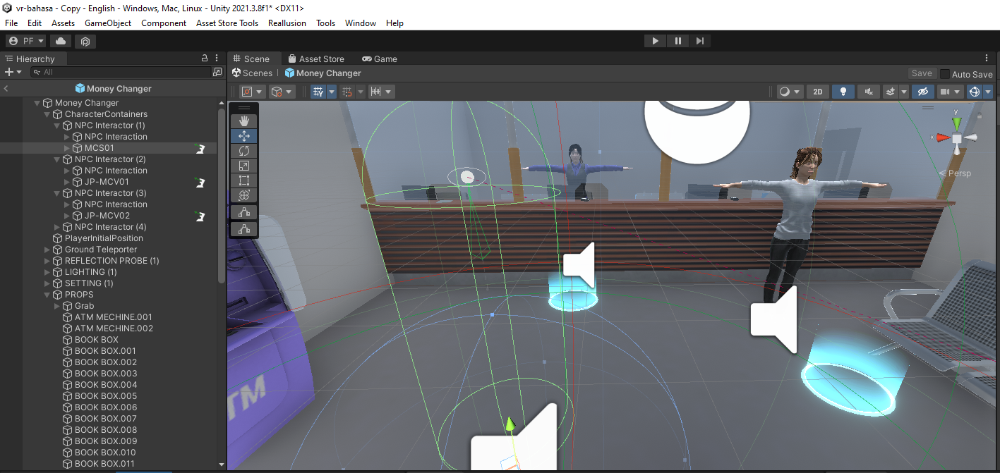 vr-bahasa - Copy - English - Windows, Mac, Linux - Unity 2021.3.8f1* <DX11>
File Edit Assets GameObject Component Asset Store Tools Reallusion Tools Window Help
PF
Hierarchy
All
Money Changer
Money Changer
CharacterContainers
NPC Interactor (1)
NPC Interaction
MCS01
NPC Interactor (2)
NPC Interaction
JP-MCV01
NPC Interactor (3)
NPC Interaction
JP-MCV02
NPC Interactor (4)
PlayerInitialPosition
Ground Teleporter
REFLECTION PROBE (1)
LIGHTING (1)
SETTING (1)
PROPS
Grab
ATM MECHINE.001
ATM MECHINE.002
BOOK BOX
BOOK BOX.001
BOOK BOX.002
BOOK BOX.003
BOOK BOX.004
BOOK BOX.005
BOOK BOX.006
BOOK BOX.007
BOOK BOX.008
BOOK BOX.009
BOOK BOX.010
BOOK BOX.011
Scene Asset Store Game
Scenes | Money Changer Save Auto Save
2D
y
x
Persp
ATM